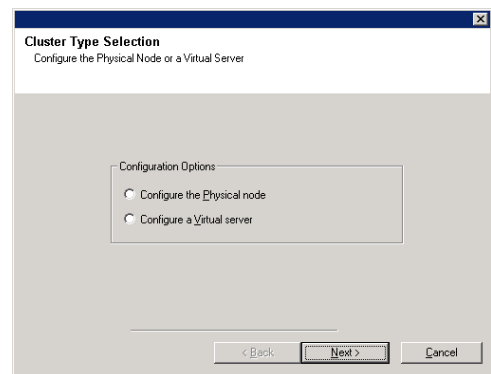 Cluster Type Selection
Configure the Physical Node or a Virtual Server
Configuration Options
Configure the Physical node
Configure a Virtual server
< Back
Next >
Cancel